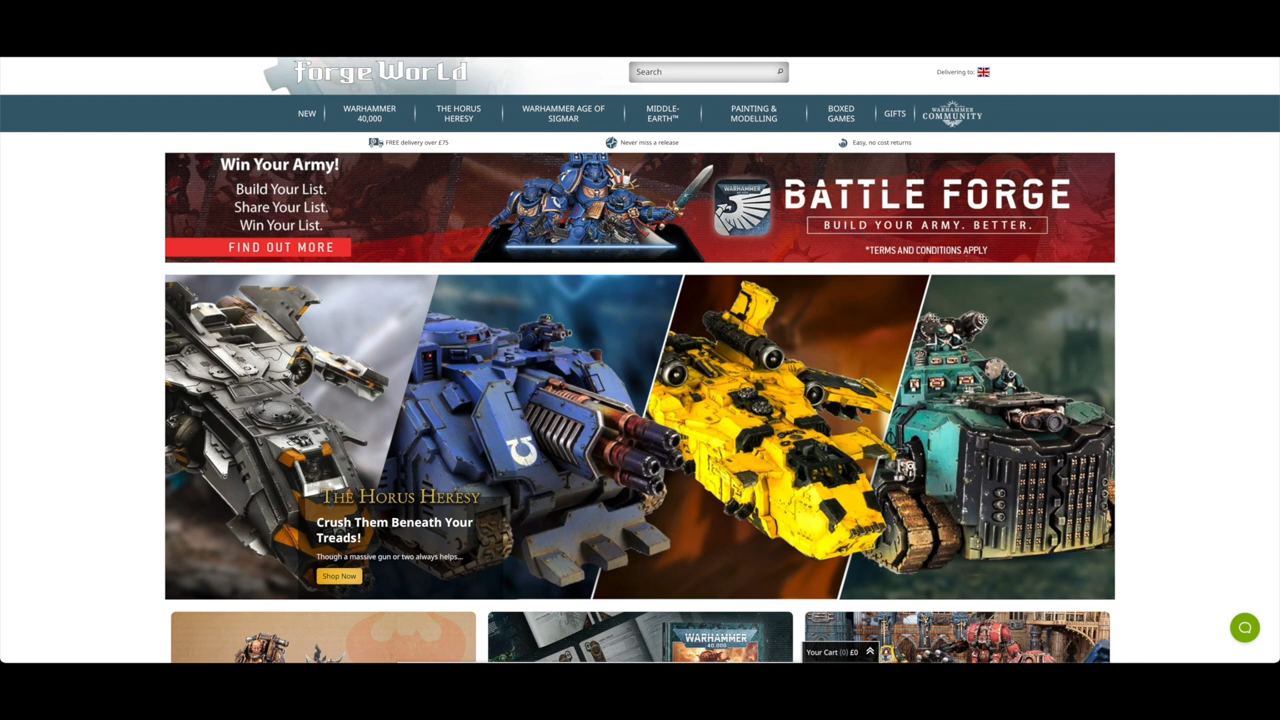 forge World
Search
Delivering to:
NEW
WARHAMMER
40,000
THE HORUS
HERESY
WARHAMMER AGE OF
SIGMAR
MIDDLE-
EARTH™
PAINTING &
MODELLING
BOXED
GAMES
GIFTS
WARHAMMER
COMMUNITY
FREE delivery over £75
Never miss a release
Easy, no cost returns
Win Your Army!
Build Your List.
Share Your List.
Win Your List.
FIND OUT MORE
WARHAMMER
BATTLE FORGE
BUILD YOUR ARMY. BETTER.
*TERMS AND CONDITIONS APPLY
THE HORUS HERESY
Crush Them Beneath Your
Treads!
Though a massive gun or two always helps...
Shop Now
WARHAMMER
40,000
Your Cart (0) £0